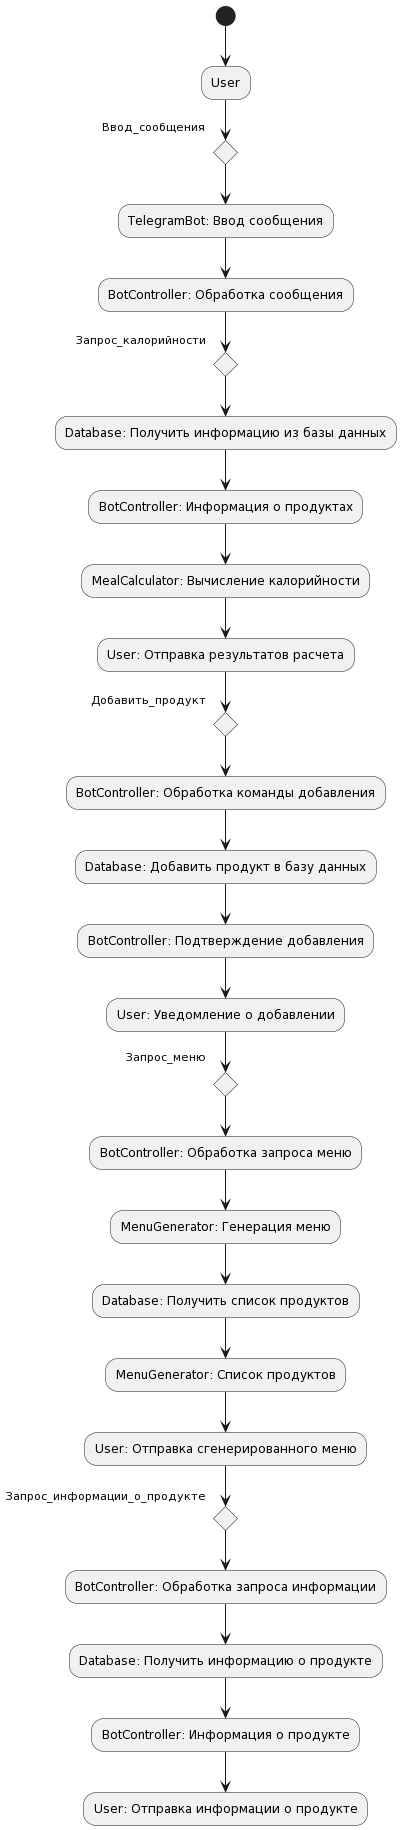 User
Ввод_сообщения
TelegramBot: Ввод сообщения
BotController: Обработка сообщения
Запрос_калорийности
Database: Получить информацию из базы данных
BotController: Информация о продуктах
MealCalculator: Вычисление калорийности
User: Отправка результатов расчета
Добавить_продукт
BotController: Обработка команды добавления
Database: Добавить продукт в базу данных
BotController: Подтверждение добавления
User: Уведомление о добавлении
Запрос_меню
BotController: Обработка запроса меню
MenuGenerator: Генерация меню
Database: Получить список продуктов
MenuGenerator: Список продуктов
User: Отправка сгенерированного меню
Запрос_информации_о_продукте
BotController: Обработка запроса информации
Database: Получить информацию о продукте
BotController: Информация о продукте
User: Отправка информации о продукте